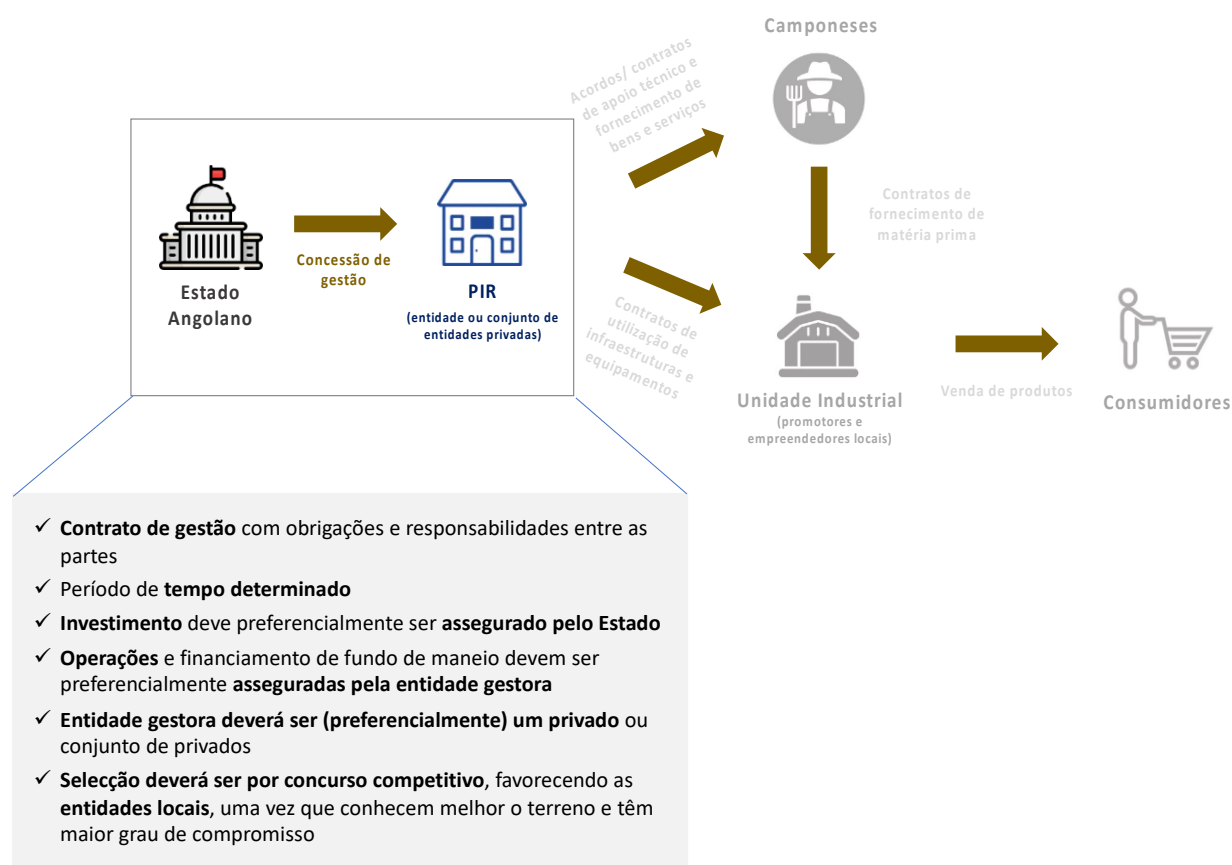 Camponeses
Acordos/ contratos
de apoio técnico e
fornecimento de
bens e serviços
Estado
Angolano
Concessão de
gestão
PIR
(entidade ou conjunto de
entidades privadas)
Contratos de
fornecimento de
matéria prima
Contratos de
utilização de
infraestruturas e
equipamentos
Unidade Industrial
(promotores e
empreendedores locais)
Venda de produtos
Consumidores
✓ Contrato de gestão com obrigações e responsabilidades entre as
partes
✓ Período de tempo determinado
✓ Investimento deve preferencialmente ser assegurado pelo Estado
✓ Operações e financiamento de fundo de maneio devem ser
preferencialmente asseguradas pela entidade gestora
✓ Entidade gestora deverá ser (preferencialmente) um privado ou
conjunto de privados
✓ Selecção deverá ser por concurso competitivo, favorecendo as
entidades locais, uma vez que conhecem melhor o terreno e têm
maior grau de compromisso